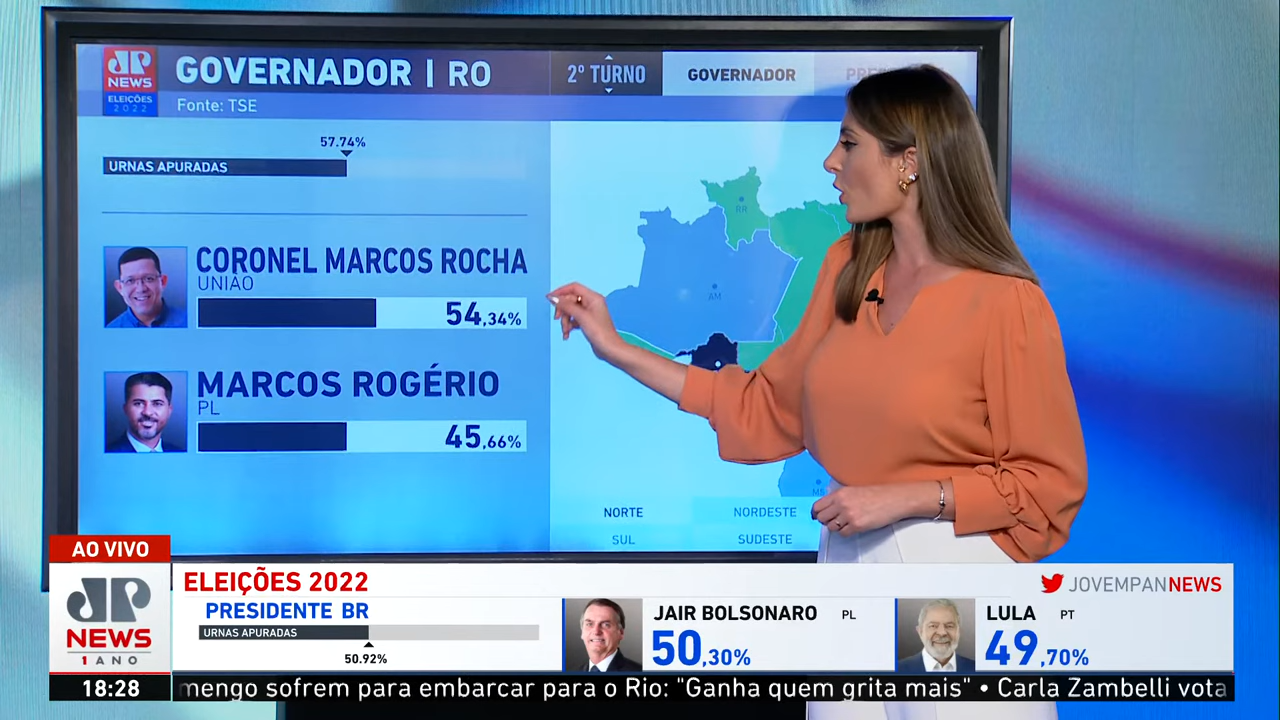 JP
NEWS
ELEIÇÕES
2022
GOVERNADOR | RO
Fonte: TSE
2º TURNO
GOVERNADOR
57.74%
URNAS APURADAS
CORONEL MARCOS ROCHA
UNIÃO
54,34%
MARCOS ROGÉRIO
PL
45,66%
RR
AM
MS
NORTE
NORDESTE
SUL
SUDESTE
AO VIVO
JP
NEWS
1 ANO
18:28
ELEIÇÕES 2022
JOVEMPANNEWS
PRESIDENTE BR
URNAS APURADAS
50.92%
JAIR BOLSONARO PL
50,30%
LULA PT
49,70%
mengo sofrem para embarcar para o Rio: "Ganha quem grita mais" • Carla Zambelli vota